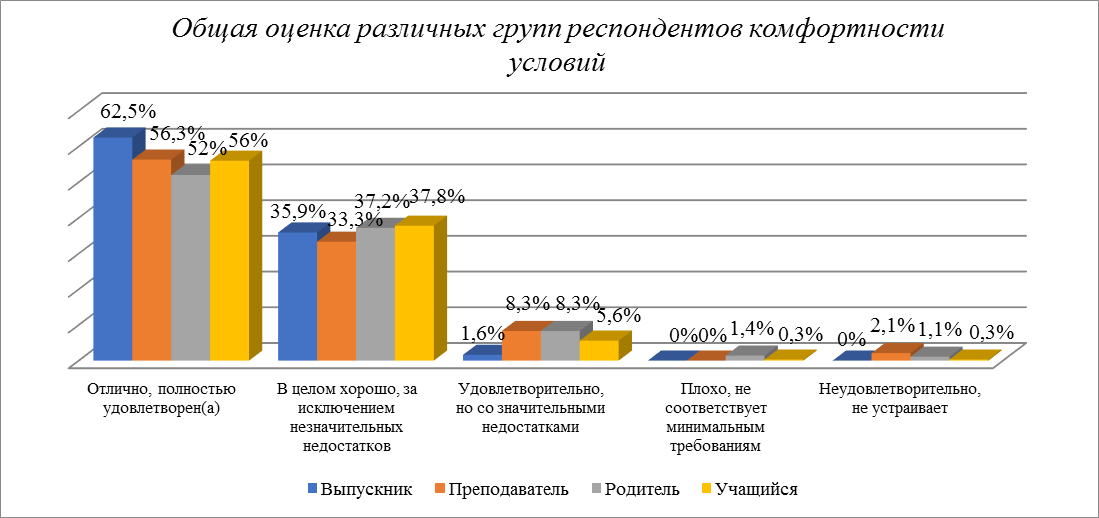 Общая оценка различных групп респондентов комфортности
условий
62,5%
56,3%
52%
56%
35,9%
33,3%
37,2%
37,8%
1,6%
8,3%
8,3%
5,6%
0%
0%
1,4%
0,3%
0%
2,1%
1,1%
0,3%
Отлично, полностью
удовлетворен(а)
В целом хорошо, за
исключением
незначительных
недостатков
Удовлетворительно,
но со значительными
недостатками
Плохо, не
соответствует
минимальным
требованиям
Неудовлетворительно,
не устраивает
Выпускник
Преподаватель
Родитель
Учащийся